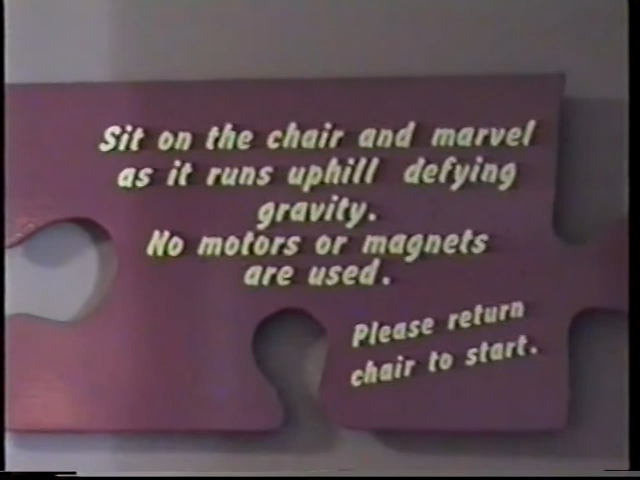 Sit on the chair and marvel
as it runs uphill defying
gravity.
No motors or magnets
are used.
Please return
chair to start.